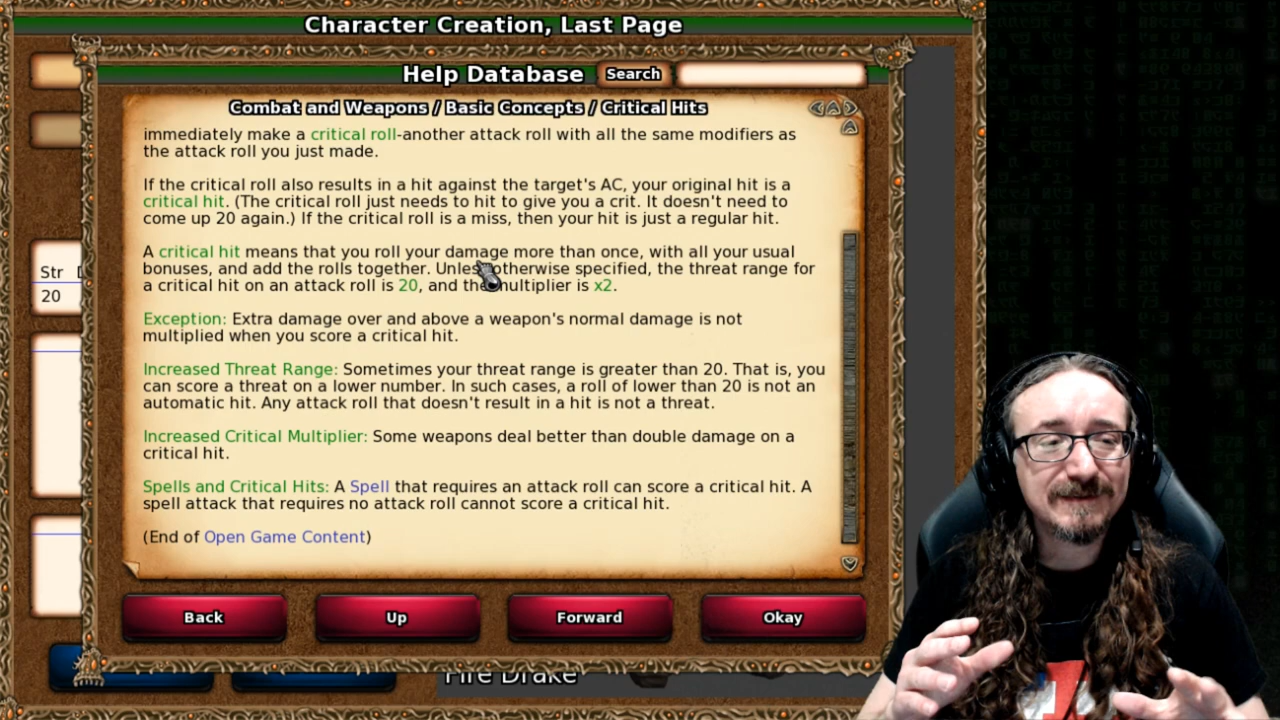 Character Creation, Last Page
Help Database
Search
Combat and Weapons / Basic Concepts / Critical Hits
immediately make a critical roll-another attack roll with all the same modifiers as
the attack roll you just made.
If the critical roll also results in a hit against the target's AC, your original hit is a
critical hit. (The critical roll just needs to hit to give you a crit. It doesn't need to
come up 20 again.) If the critical roll is a miss, then your hit is just a regular hit.
A critical hit means that you roll your damage more than once, with all your usual
bonuses, and add the rolls together. Unless otherwise specified, the threat range for
a critical hit on an attack roll is 20, and the multiplier is x2.
Exception: Extra damage over and above a weapon's normal damage is not
multiplied when you score a critical hit.
Increased Threat Range: Sometimes your threat range is greater than 20. That is, you
can score a threat on a lower number. In such cases, a roll of lower than 20 is not an
automatic hit. Any attack roll that doesn't result in a hit is not a threat.
Increased Critical Multiplier: Some weapons deal better than double damage on a
critical hit.
Spells and Critical Hits: A Spell that requires an attack roll can score a critical hit. A
spell attack that requires no attack roll cannot score a critical hit.
(End of Open Game Content)
Str
20
Back
Up
Forward
Okay
Fire Drake